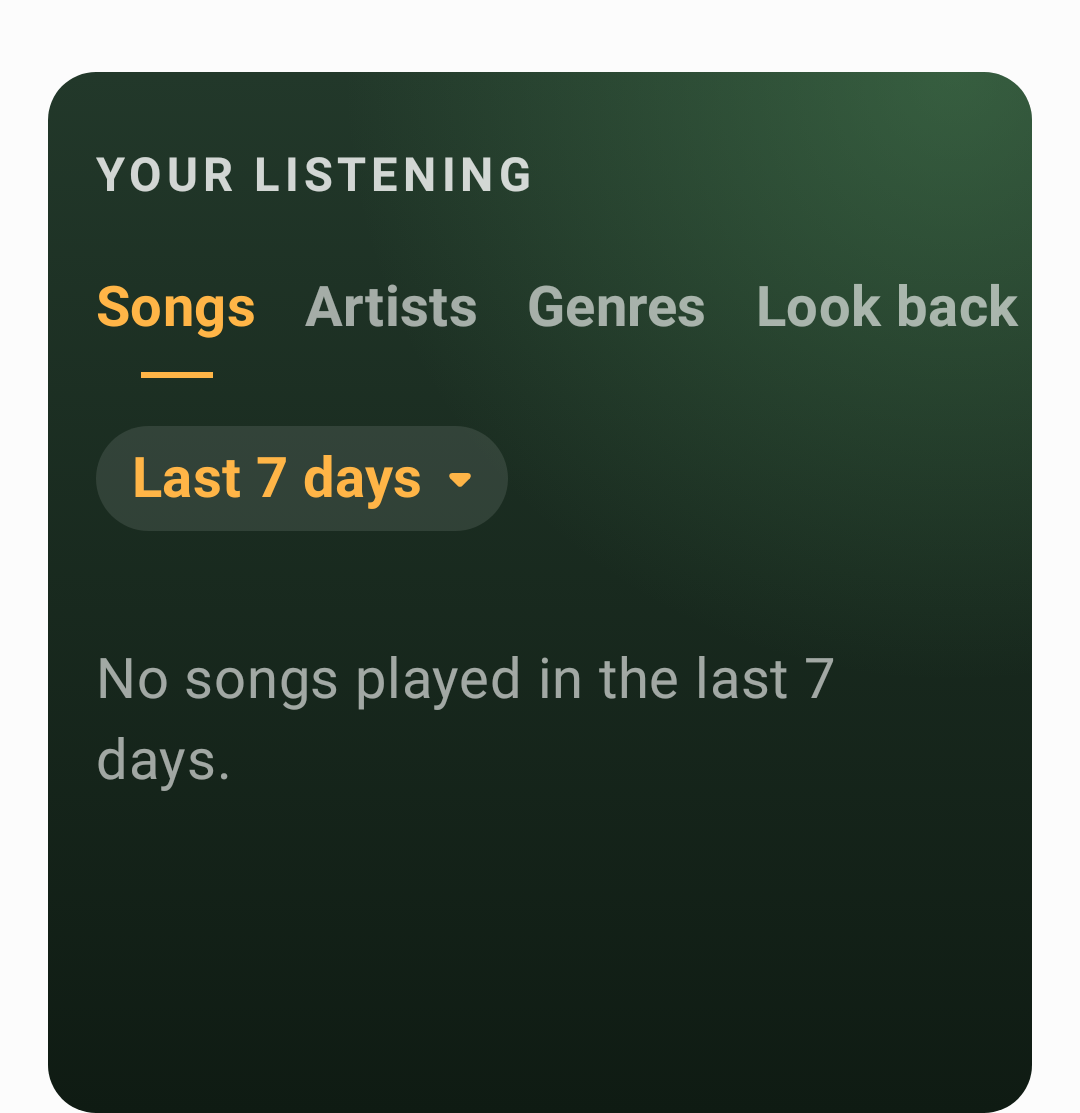 YOUR LISTENING
Songs Artists Genres Look back
Last 7 days
No songs played in the last 7
days.